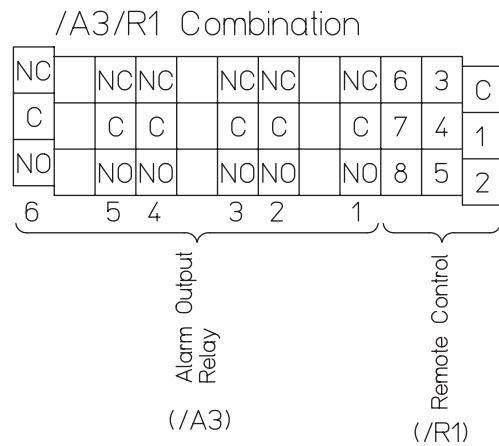 /A3/R1 Combination
NC NC NC NC NC NC 6 3 C
C C C C C C 7 4 1
NO NO NO NO NO NO 8 5 2
6 5 4 3 2 1
Alarm Output
Relay
(/A3)
Remote Control
(/R1)